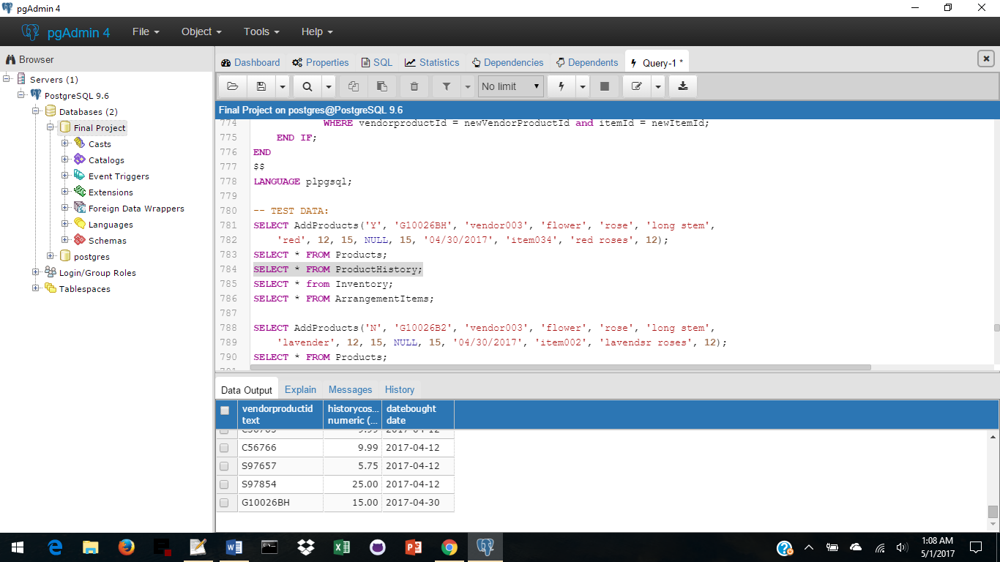 pgAdmin 4
pgAdmin 4 File Object Tools Help
Browser
Dashboard Properties SQL Statistics Dependencies Dependents Query-1 *
Servers (1)
PostgreSQL 9.6
Databases (2)
Final Project
Casts
Catalogs
Event Triggers
Extensions
Foreign Data Wrappers
Languages
Schemas
postgres
Login/Group Roles
Tablespaces
No limit
Final Project on postgres@PostgreSQL 9.6
774 WHERE vendorproductId = newVendorProductId and itemId = newItemId;
775 END IF;
776 END
777 $$
778 LANGUAGE plpgsql;
779
780 -- TEST DATA:
781 SELECT AddProducts('Y', 'G10026BH', 'vendor003', 'flower', 'rose', 'long stem',
782 'red', 12, 15, NULL, 15, '04/30/2017', 'item034', 'red roses', 12);
783 SELECT * FROM Products;
784 SELECT * FROM ProductHistory;
785 SELECT * from Inventory;
786 SELECT * FROM ArrangementItems;
787
788 SELECT AddProducts('N', 'G10026B2', 'vendor003', 'flower', 'rose', 'long stem',
789 'lavender', 12, 15, NULL, 15, '04/30/2017', 'item002', 'lavendsr roses', 12);
790 SELECT * FROM Products;
Data Output Explain Messages History
vendorproductid historycos... datebought
text numeric (... date
C56766 9.99 2017-04-12
S97657 5.75 2017-04-12
S97854 25.00 2017-04-12
G10026BH 15.00 2017-04-30
1:08 AM
5/1/2017